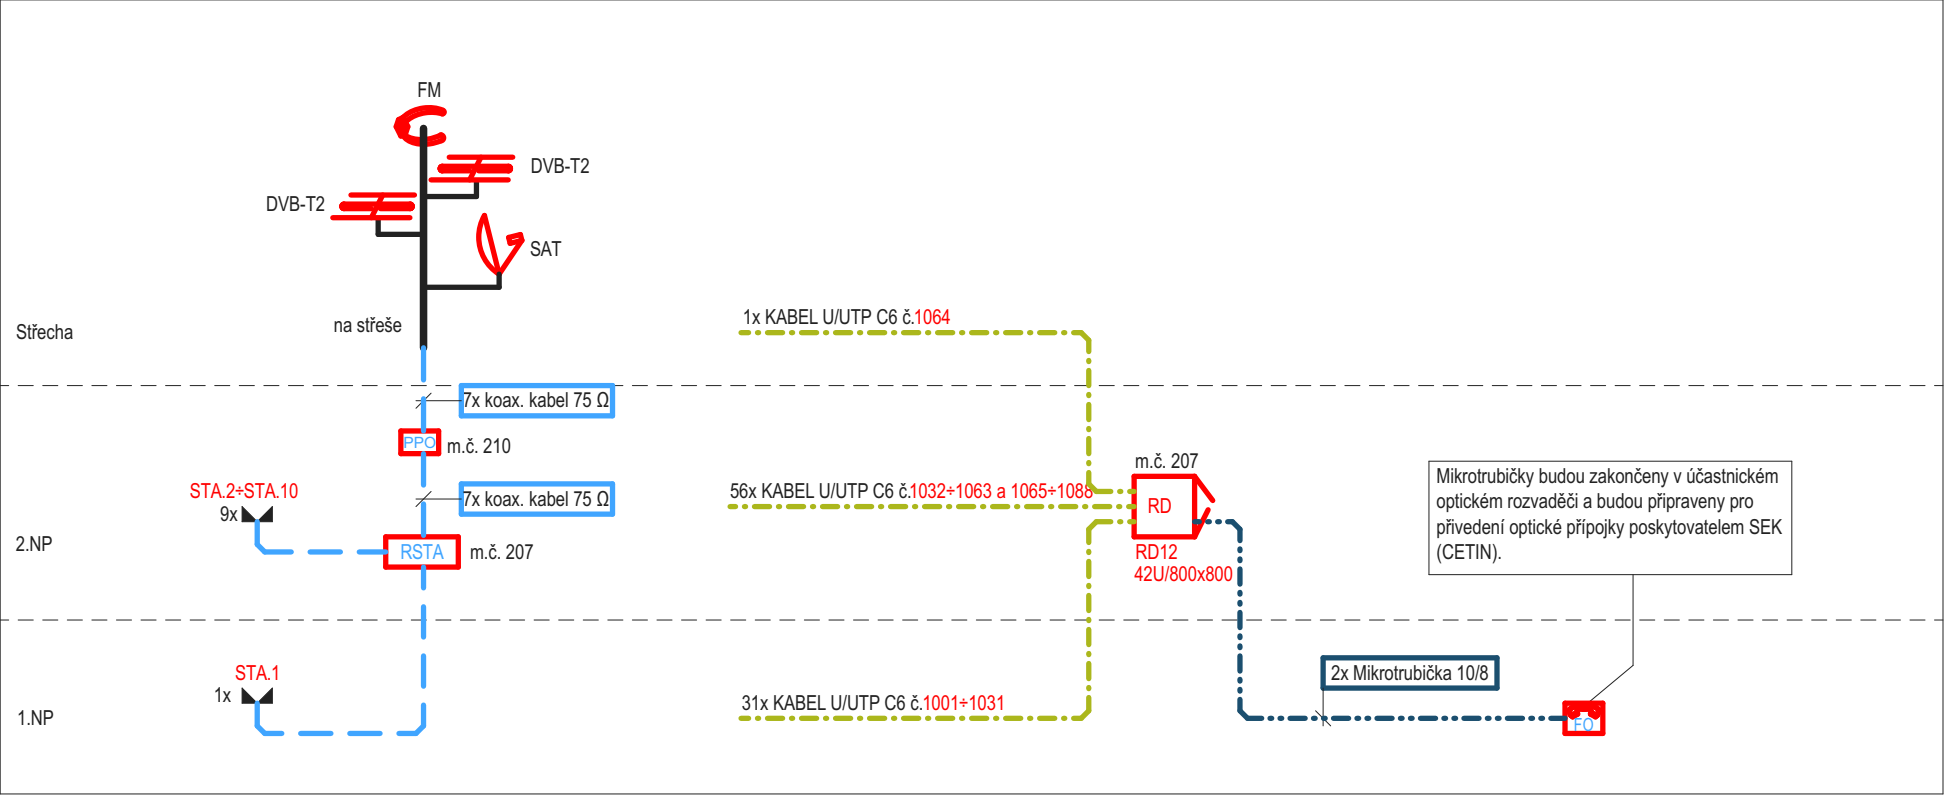 FM
DVB-T2
DVB-T2
SAT
Střecha
na střeše
1x KABEL U/UTP C6 č.1064
7x koax. kabel 75 Ω
PPO
m.č. 210
m.č. 207
STA.2÷STA.10
9x
7x koax. kabel 75 Ω
56x KABEL U/UTP C6 č.1032÷1063 a 1065÷1088
RD
Mikrotrubičky budou zakončeny v účastnickém
optickém rozvaděči a budou připraveny pro
přivedení optické přípojky poskytovatelem SEK
(CETIN).
2.NP
RSTA
m.č. 207
RD12
42U/800x800
STA.1
1x
2x Mikrotrubička 10/8
31x KABEL U/UTP C6 č.1001÷1031
1.NP
FO